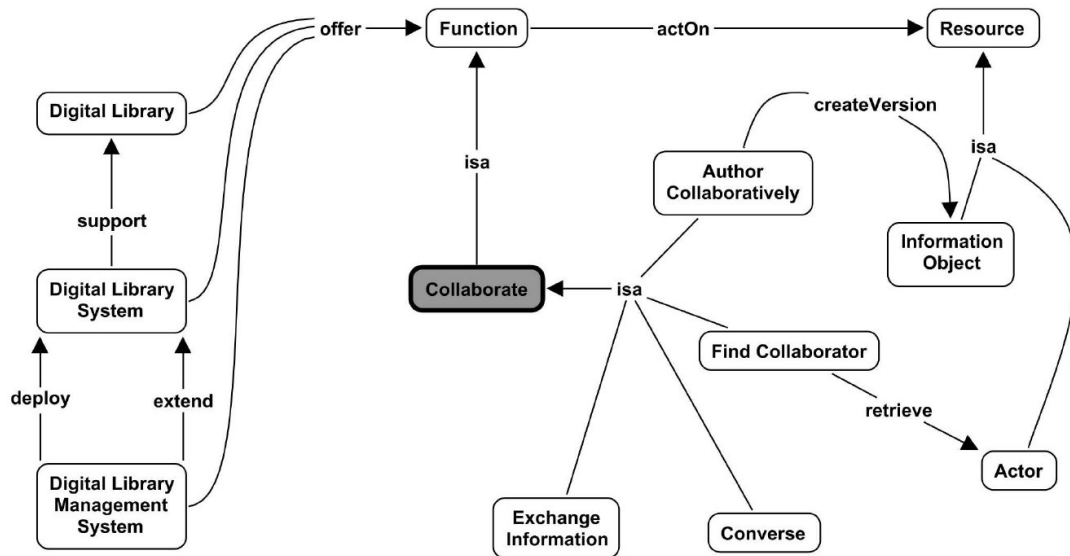 offer
Function
actOn
Resource
Digital Library
createVersion
isa
isa
Author
Collaboratively
support
Information
Object
Digital Library
System
Collaborate
isa
Find Collaborator
deploy
extend
retrieve
Actor
Digital Library
Management
System
Exchange
Information
Converse